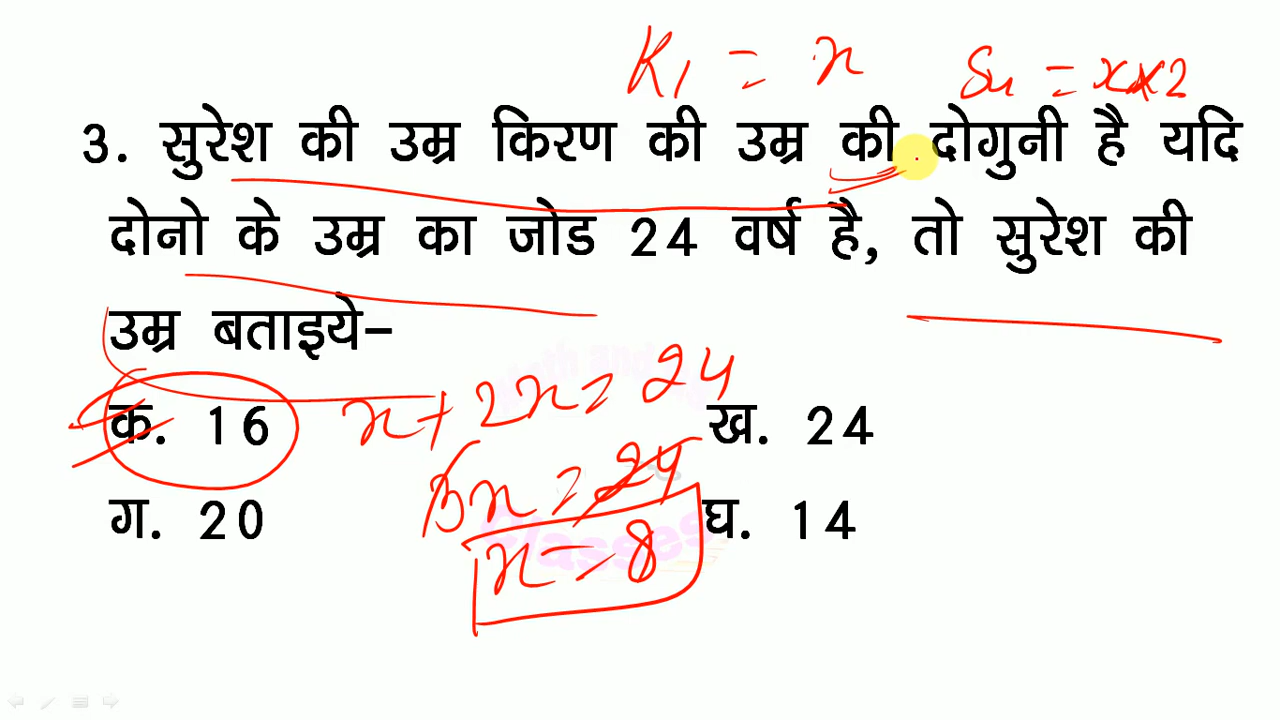 K1 = x Su = x×2
3. सुरेश की उम्र किरण की उम्र की दोगुनी है यदि
दोनो के उम्र का जोड 24 वर्ष है, तो सुरेश की
उम्र बताइये-
क. 16 x+2x=24 ख. 24
3x=24
ग. 20 x=8 घ. 14
classes